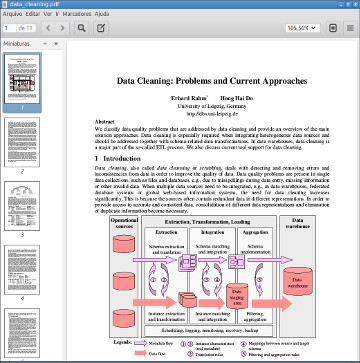 data_cleaning.pdf
Arquivo Editar Ver Ir Marcadores Ajuda
1 de 13
105,56%
Miniaturas
Data Cleaning: Problems and Current Approaches
Erhard Rahm* Hong Hai Do
University of Leipzig, Germany
http://dbs.uni-leipzig.de
Abstract
We classify data quality problems that are addressed by data cleaning and provide an overview of the main
solution approaches. Data cleaning is especially required when integrating heterogeneous data sources and
should be addressed together with schema-related data transformations. In data warehouses, data cleaning is
a major part of the so-called ETL process. We also discuss current tool support for data cleaning.
1 Introduction
Data cleaning, also called data cleansing or scrubbing, deals with detecting and removing errors and
inconsistencies from data in order to improve the quality of data. Data quality problems are present in single
data collections, such as files and databases, e.g., due to misspellings during data entry, missing information
or other invalid data. When multiple data sources need to be integrated, e.g., in data warehouses, federated
database systems or global web-based information systems, the need for data cleaning increases
significantly. This is because the sources often contain redundant data in different representations. In order to
provide access to accurate and consistent data, consolidation of different data representations and elimination
of duplicate information become necessary.
Operational sources
Extraction, Transformation, Loading
Data warehouse
Extraction
Integration
Aggregation
Schema extraction and translation
Schema matching and integration
Schema implementation
Data staging area
Data warehouse
Instance extraction and transformation
Instance matching and integration
Filtering, aggregation
Scheduling, logging, monitoring, recovery, backup
Legends:
Metadata flow
Data flow
1 3 Instance characteristics (real metadata)
2 Translation rules
4 Mappings between source and target schema
5 Filtering and aggregation rules
2
3
4